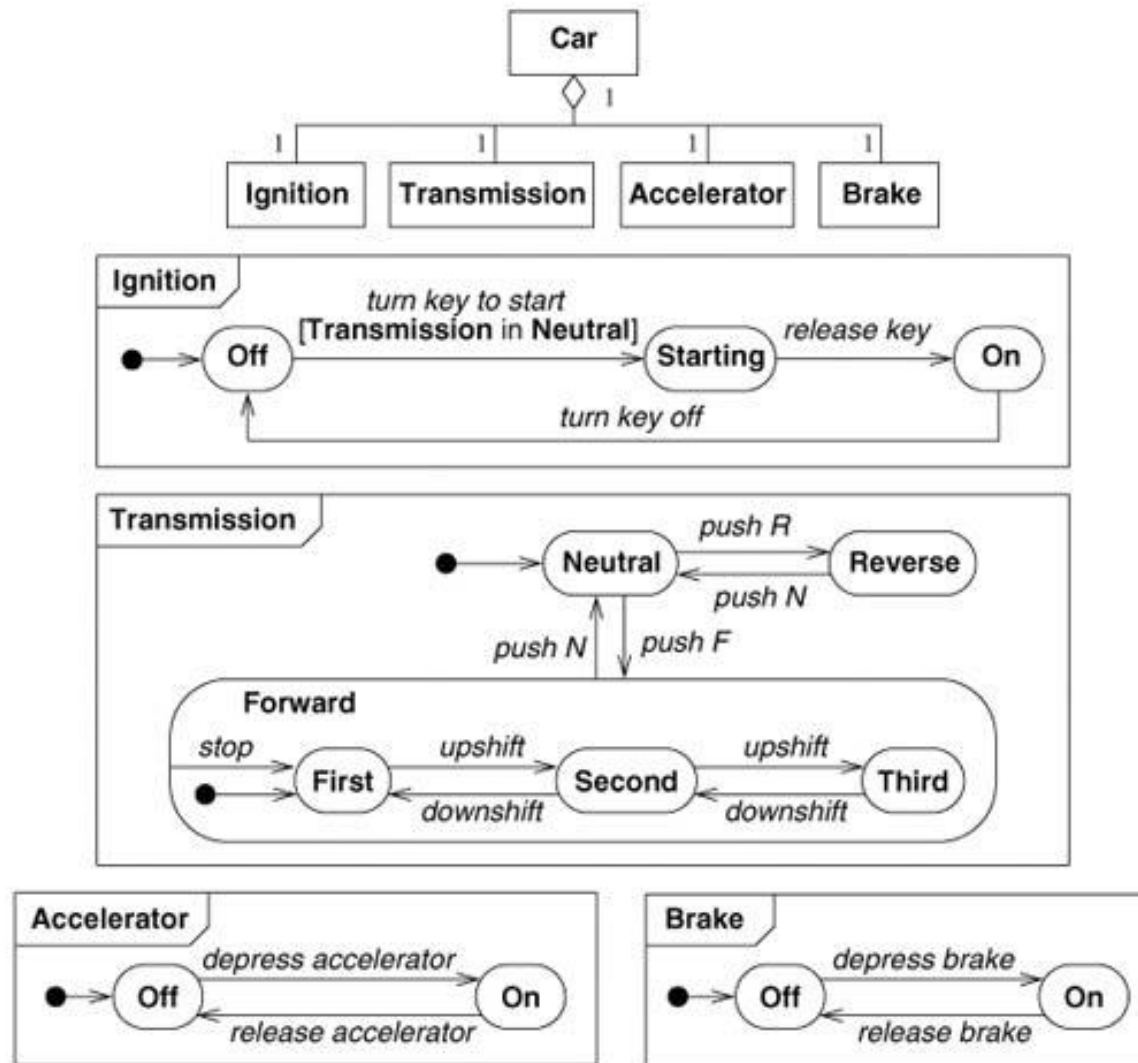 Car
1
1 1 1 1
Ignition Transmission Accelerator Brake
Ignition
turn key to start
[Transmission in Neutral]
release key
Off Starting On
turn key off
Transmission
push R
Neutral Reverse
push N
push N push F
Forward
stop upshift upshift
First Second Third
downshift downshift
Accelerator
depress accelerator
Off On
release accelerator
Brake
depress brake
Off On
release brake